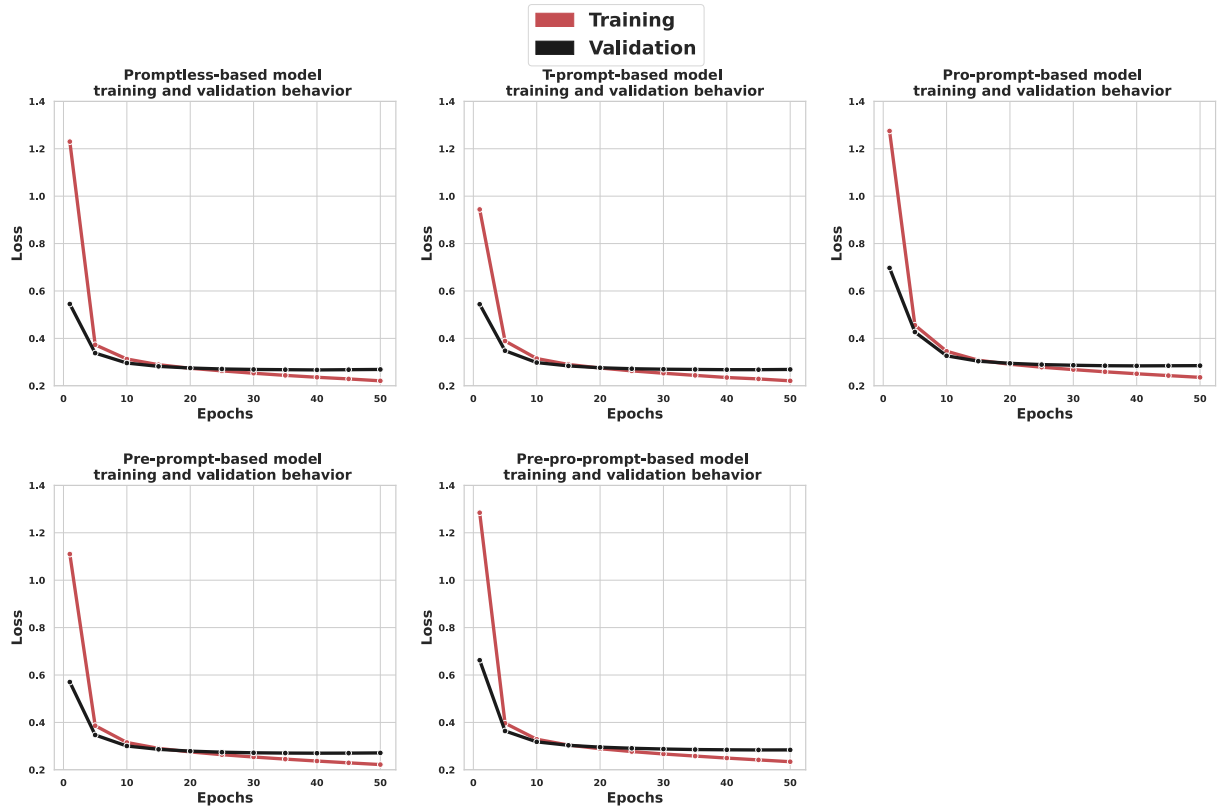 Training
Validation
Promptless-based model
training and validation behavior
1.4
1.2
1.0
0.8
0.6
0.4
0.2
Loss
0 10 20 30 40 50
Epochs
T-prompt-based model
training and validation behavior
1.4
1.2
1.0
0.8
0.6
0.4
0.2
Loss
0 10 20 30 40 50
Epochs
Pro-prompt-based model
training and validation behavior
1.4
1.2
1.0
0.8
0.6
0.4
0.2
Loss
0 10 20 30 40 50
Epochs
Pre-prompt-based model
training and validation behavior
1.4
1.2
1.0
0.8
0.6
0.4
0.2
Loss
0 10 20 30 40 50
Epochs
Pre-pro-prompt-based model
training and validation behavior
1.4
1.2
1.0
0.8
0.6
0.4
0.2
Loss
0 10 20 30 40 50
Epochs